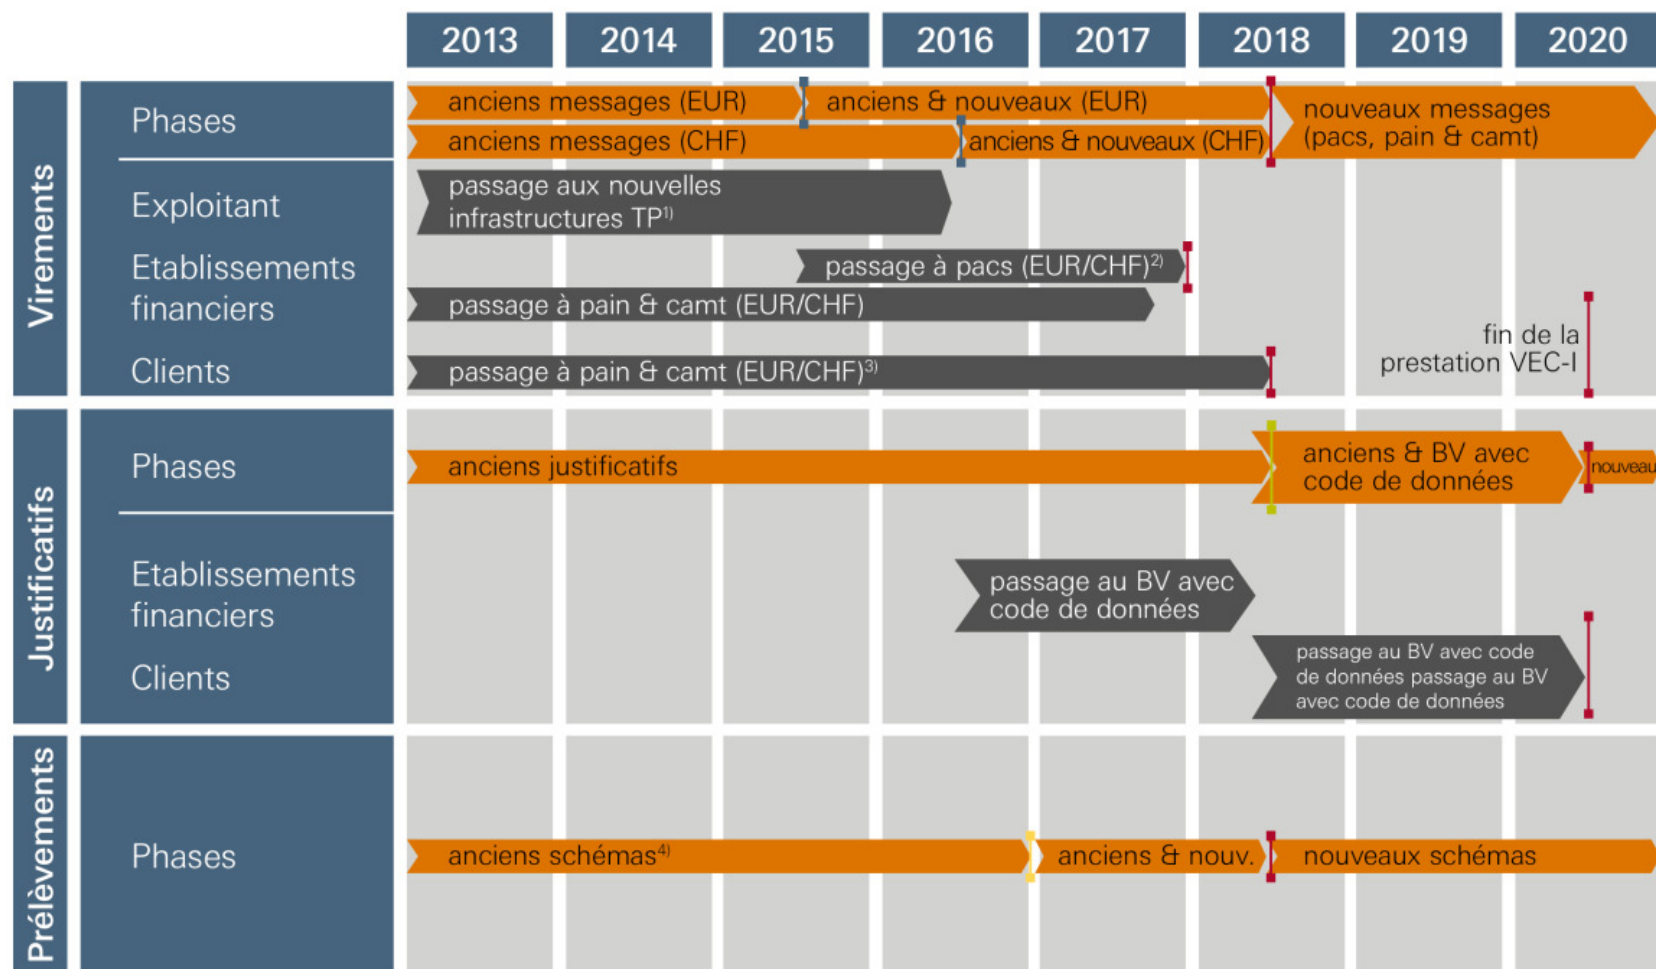 2013 2014 2015 2016 2017 2018 2019 2020
Virements
Phases
anciens messages (EUR)
anciens & nouveaux (EUR)
anciens messages (CHF)
anciens & nouveaux (CHF)
nouveaux messages
(pacs, pain & camt)
Exploitant
passage aux nouvelles
infrastructures TP1)
Etablissements
financiers
passage à pacs (EUR/CHF)2)
passage à pain & camt (EUR/CHF)
Clients
passage à pain & camt (EUR/CHF)3)
fin de la
prestation VEC-I
Justificatifs
Phases
anciens justificatifs
anciens & BV avec
code de données
nouveau
Etablissements
financiers
passage au BV avec
code de données
Clients
passage au BV avec code
de données passage au BV
avec code de données
Prélèvements
Phases
anciens schémas4)
anciens & nouv.
nouveaux schémas